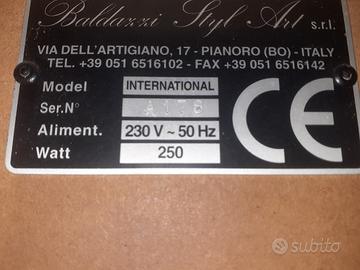 Baldazzi Styl Art s.r.l.
VIA DELL'ARTIGIANO, 17 - PIANORO (BO) - ITALY
TEL. +39 051 6516102 - FAX +39 051 6516142
Model INTERNATIONAL
Ser.N°
Aliment. 230 V ~ 50 Hz
Watt 250
CE
subito